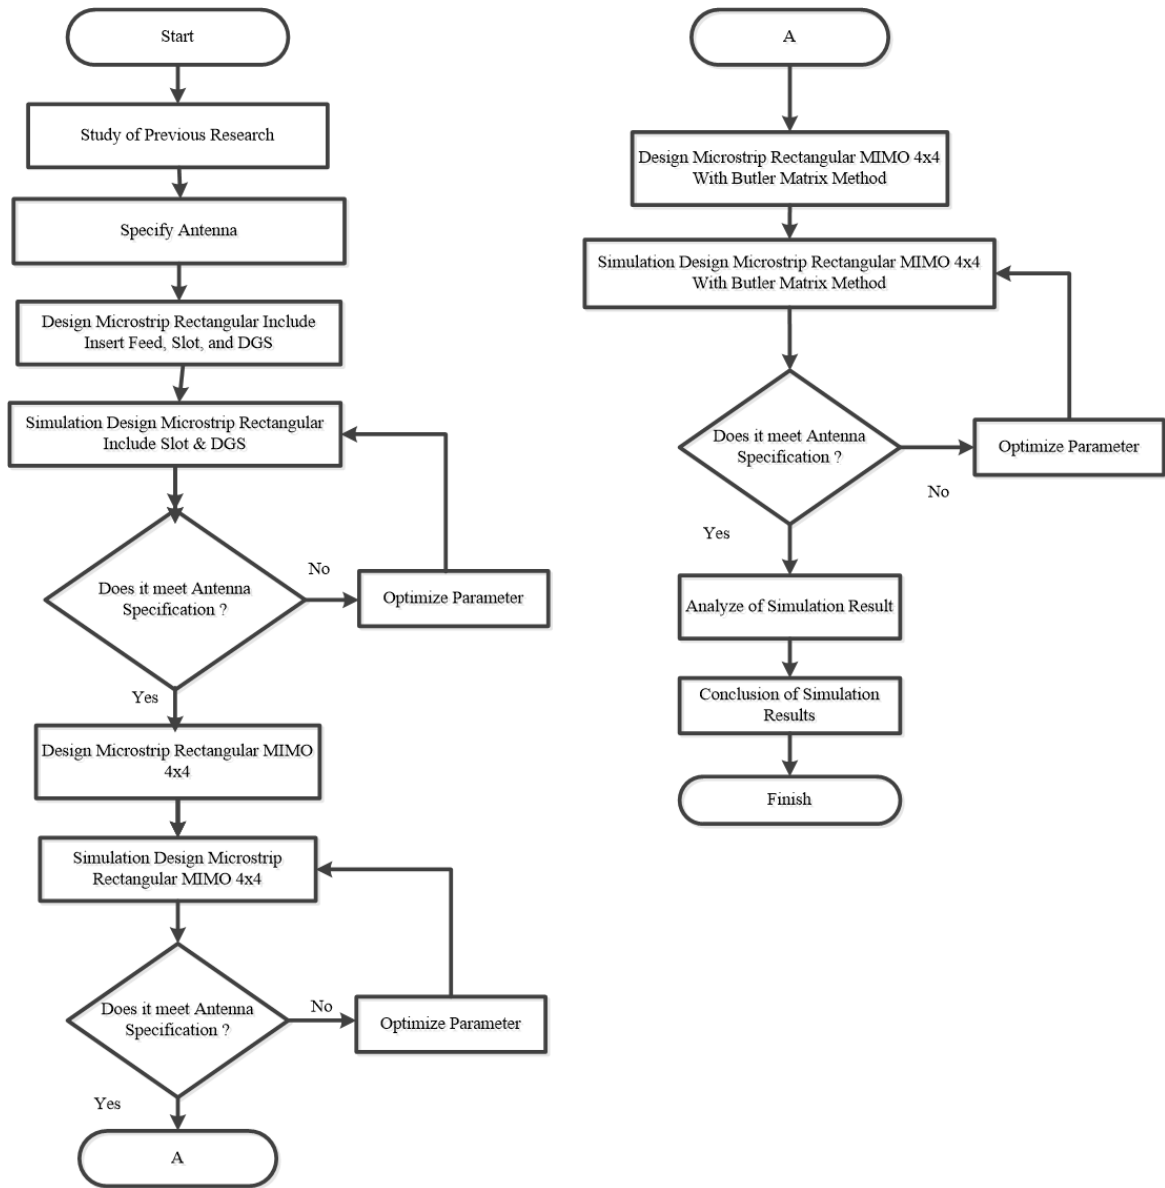 Start
Study of Previous Research
Specify Antenna
Design Microstrip Rectangular Include
Insert Feed, Slot, and DGS
Simulation Design Microstrip Rectangular
Include Slot & DGS
Does it meet Antenna
Specification ?
No
Optimize Parameter
Yes
Design Microstrip Rectangular MIMO
4x4
Simulation Design Microstrip
Rectangular MIMO 4x4
Does it meet Antenna
Specification ?
No
Optimize Parameter
Yes
A
A
Design Microstrip Rectangular MIMO 4x4
With Butler Matrix Method
Simulation Design Microstrip Rectangular MIMO 4x4
With Butler Matrix Method
Does it meet Antenna
Specification ?
Optimize Parameter
No
Yes
Analyze of Simulation Result
Conclusion of Simulation
Results
Finish